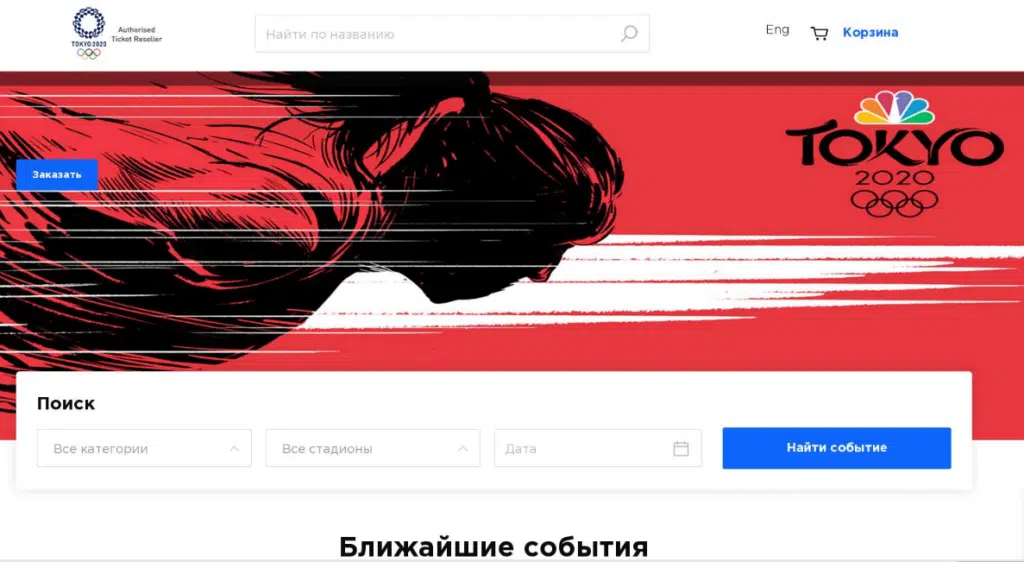 TOKYO 2020
Authorised
Ticket Reseller
Найти по названию
Eng
Корзина
Заказать
TOKYO
2020
Поиск
Все категории
Все стадионы
Дата
Найти событие
Ближайшие события